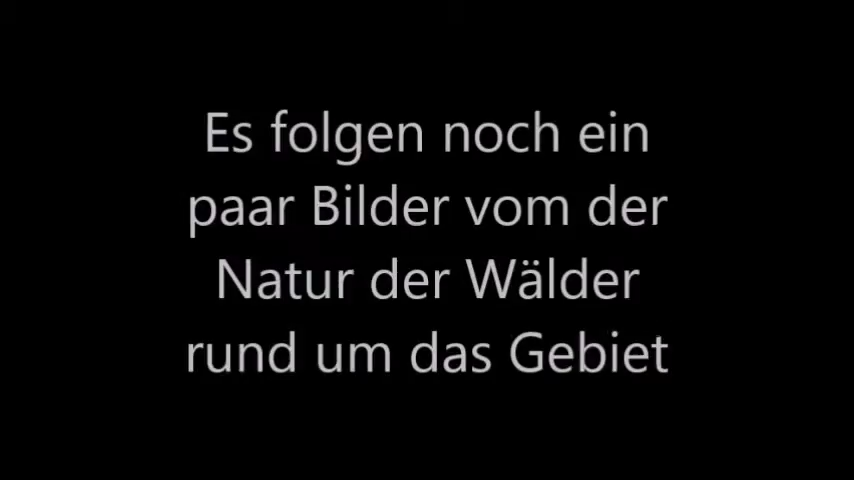 Es folgen noch ein
paar Bilder vom der
Natur der Wälder
rund um das Gebiet